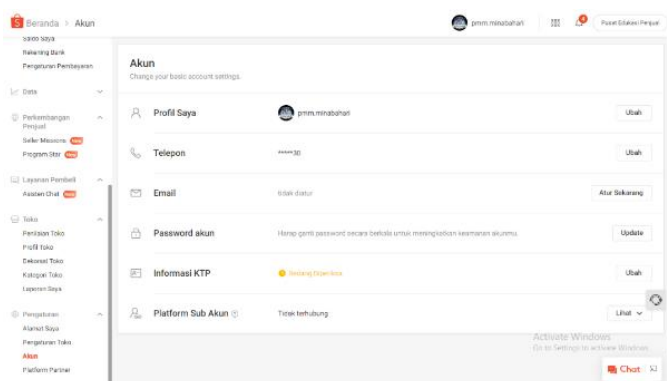 Beranda > Akun
pmm.minabahari
Pusat Edukasi Penjual
Saldo Saya
Rekening Bank
Pengaturan Pembayaran
Data
Perkembangan
Penjual
Seller Missions
Program Star
Layanan Pembeli
Asisten Chat
Toko
Penilaian Toko
Profil Toko
Dekorasi Toko
Kategori Toko
Laporan Saya
Pengaturan
Alamat Saya
Pengaturan Toko
Akun
Platform Partner
Akun
Change your basic account settings.
Profil Saya
pmm.minabahari
Ubah
Telepon
*****30
Ubah
Email
tidak diatur
Atur Sekarang
Password akun
Harap ganti password secara berkala untuk meningkatkan keamanan akunmu.
Update
Informasi KTP
Ubah
Platform Sub Akun
Tidak terhubung
Lihat
Activate Windows
Go to Settings to activate Windows.
Chat